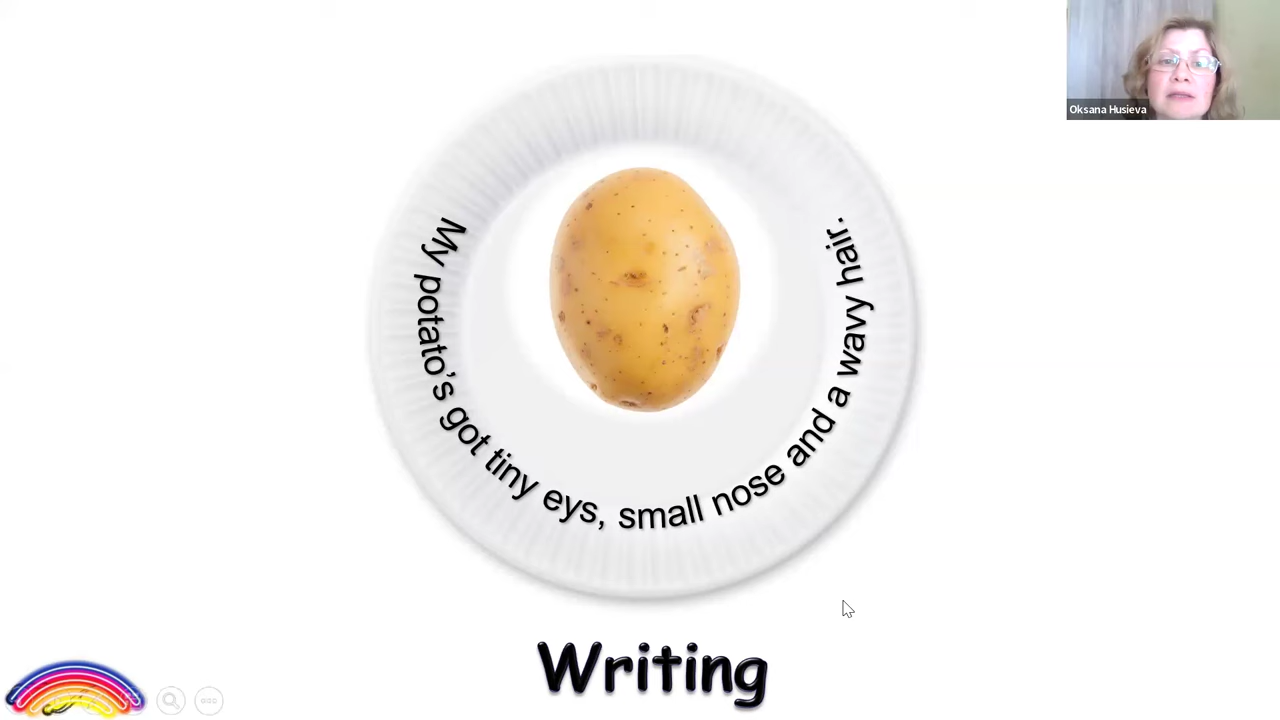 Oksana Husieva
My potato's got tiny eys, small nose and a wavy hair.
Writing